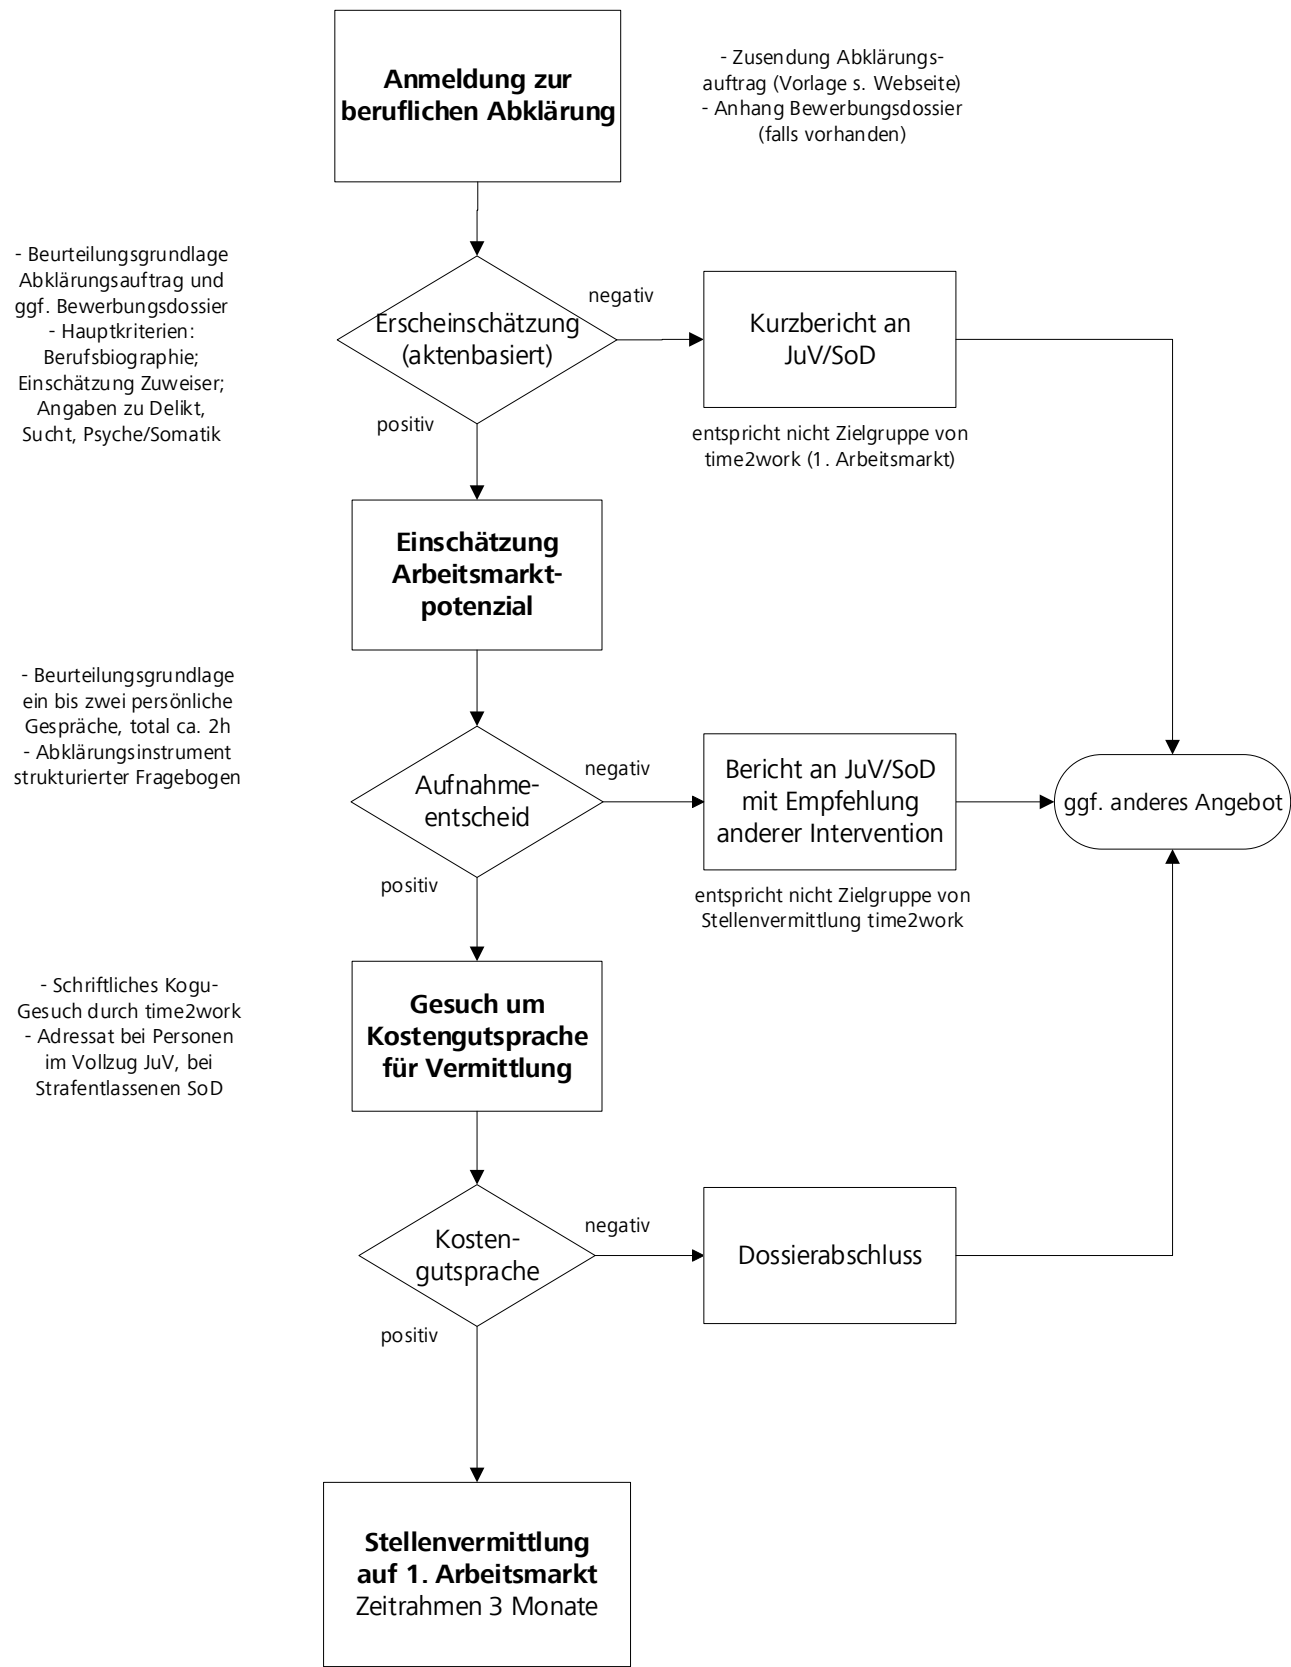 Anmeldung zur
beruflichen Abklärung
- Zusendung Abklärungs-
auftrag (Vorlage s. Webseite)
- Anhang Bewerbungsdossier
(falls vorhanden)
- Beurteilungsgrundlage
Abklärungsauftrag und
ggf. Bewerbungsdossier
- Hauptkriterien:
Berufsbiographie;
Einschätzung Zuweiser;
Angaben zu Delikt,
Sucht, Psyche/Somatik
Erscheinschätzung
(aktenbasiert)
negativ
Kurzbericht an
JuV/SoD
positiv
entspricht nicht Zielgruppe von
time2work (1. Arbeitsmarkt)
Einschätzung
Arbeitsmarkt-
potenzial
- Beurteilungsgrundlage
ein bis zwei persönliche
Gespräche, total ca. 2h
- Abklärungsinstrument
strukturierter Fragebogen
Aufnahme-
entscheid
negativ
Bericht an JuV/SoD
mit Empfehlung
anderer Intervention
ggf. anderes Angebot
positiv
entspricht nicht Zielgruppe von
Stellenvermittlung time2work
- Schriftliches Kogu-
Gesuch durch time2work
- Adressat bei Personen
im Vollzug JuV, bei
Strafentlassenen SoD
Gesuch um
Kostengutsprache
für Vermittlung
Kosten-
gutsprache
negativ
Dossierabschluss
positiv
Stellenvermittlung
auf 1. Arbeitsmarkt
Zeitrahmen 3 Monate